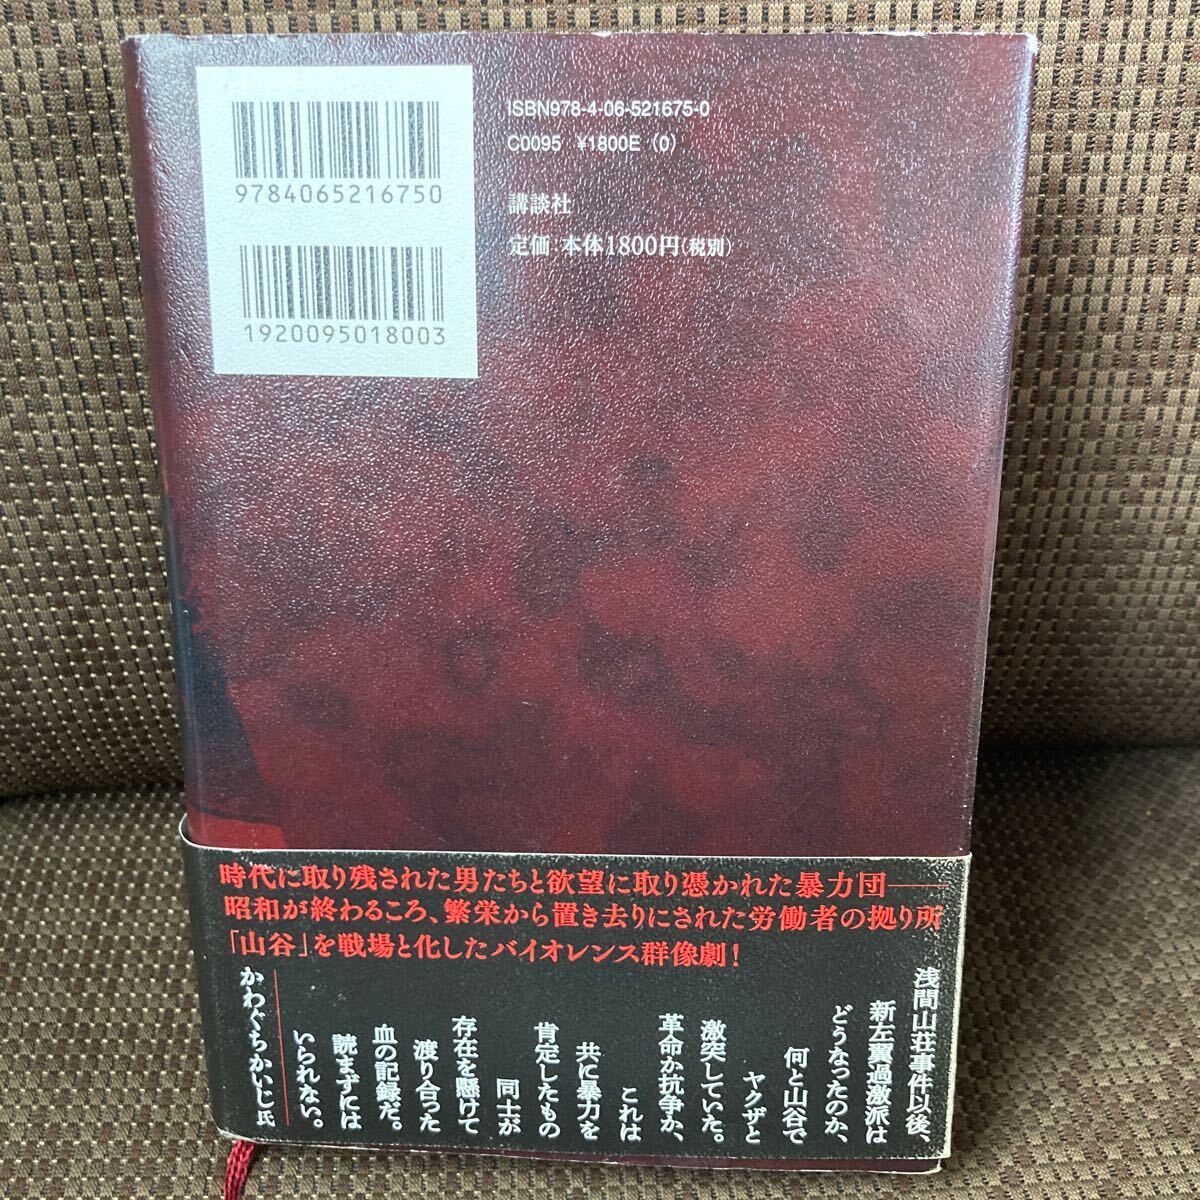 9784065216750
1920095018003
ISBN978-4-06-521675-0
C0095 ¥1800E (0)
講談社
定価:本体1800円(税別)
時代に取り残された男たちと欲望に取り憑かれた暴力団――
昭和が終わるころ、繁栄から置き去りにされた労働者の拠り所
「山谷」を戦場と化したバイオレンス群像劇!
浅間山荘事件以後、
新左翼過激派は
どうなったのか、
何と山谷で
ヤクザと
激突していた。
革命か抗争か、
これは
共に暴力を
肯定したもの
同士が
存在を懸けて
渡り合った
血の記録だ。
読まずには
いられない。
かわぐちかいじ氏